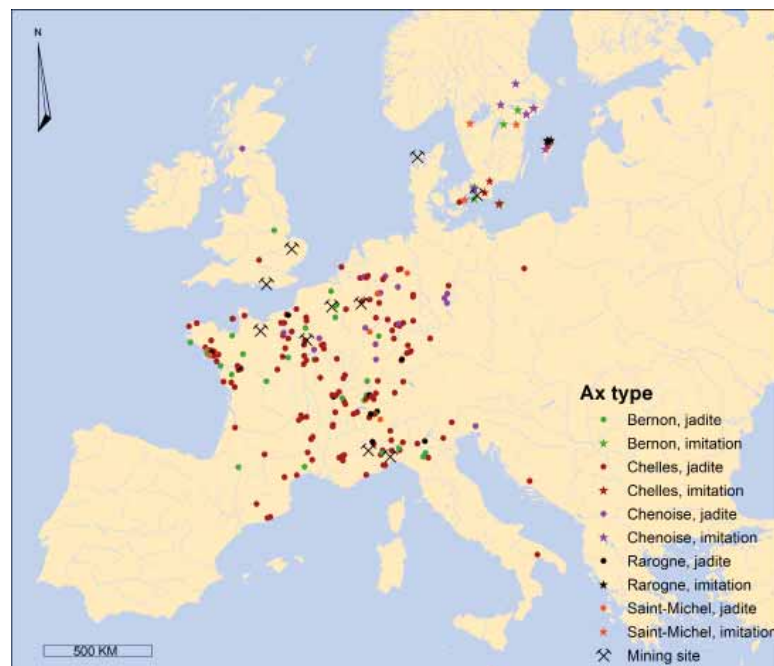 N
Ax type
Bernon, jadite
Bernon, imitation
Chelles, jadite
Chelles, imitation
Chenoise, jadite
Chenoise, imitation
Rarogne, jadite
Rarogne, imitation
Saint-Michel, jadite
Saint-Michel, imitation
Mining site
500 KM